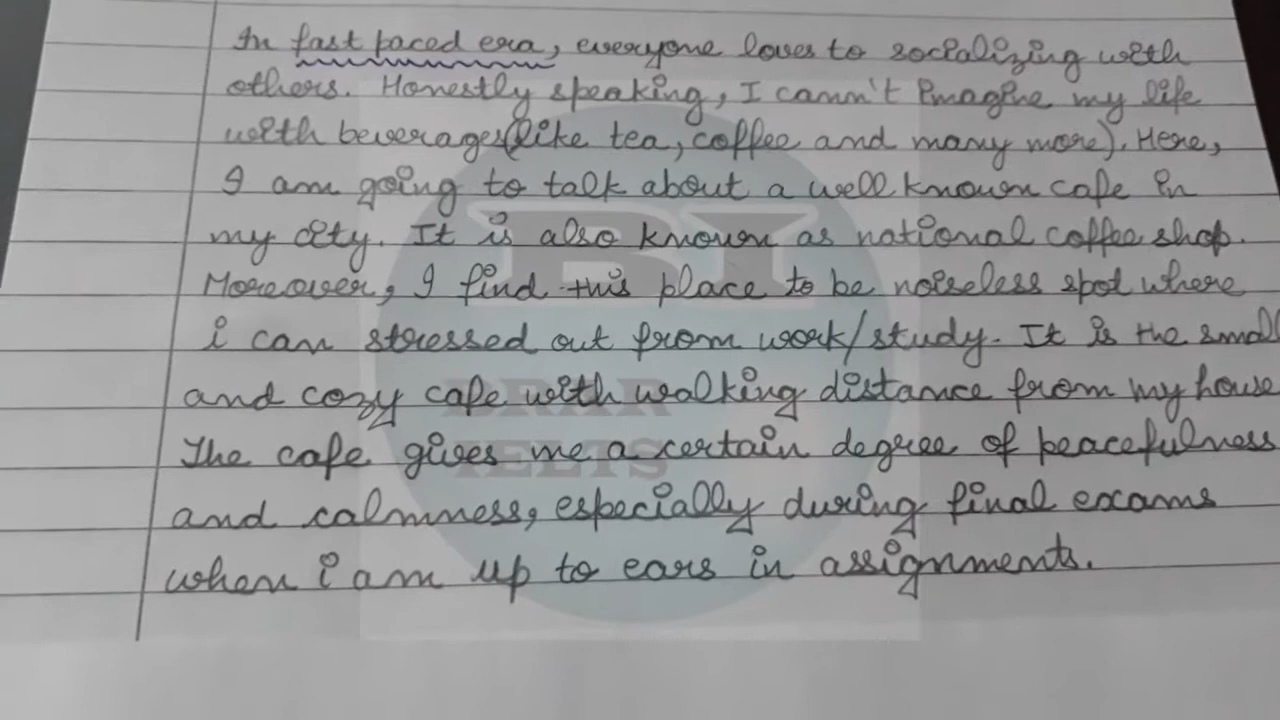 In fast paced era, everyone loves to socializing with
others. Honestly speaking, I cann't imagine my life
with beverages(like tea, coffee and many more). Here,
I am going to talk about a well known cafe in
my city. It is also known as national coffee shop.
Moreover, I find this place to be noiseless spot where
i can stressed out from work/study. It is the small
and cozy cafe with walking distance from my house
The cafe gives me a certain degree of peacefulness
and calmness, especially during final exams
when i am up to ears in assignments.
BI
BRAR
IELTS